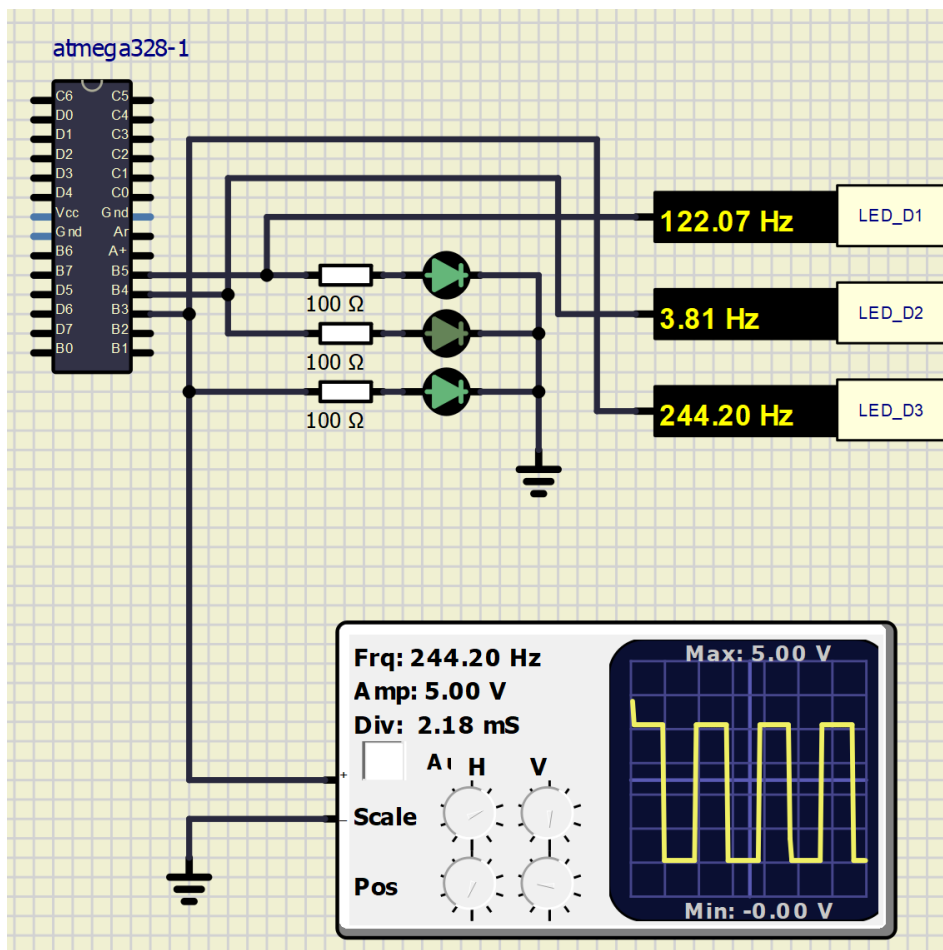 atmega328-1
C6 C5
D0 C4
D1 C3
D2 C2
D3 C1
D4 C0
Vcc Gnd
Gnd Ar
B6 A+
B7 B5
D5 B4
D6 B3
D7 B2
B0 B1
122.07 Hz LED_D1
100 Ω
3.81 Hz LED_D2
100 Ω
244.20 Hz LED_D3
100 Ω
Frq: 244.20 Hz
Amp: 5.00 V
Div: 2.18 mS
H V
Scale
Pos
Max: 5.00 V
Min: -0.00 V
+
−